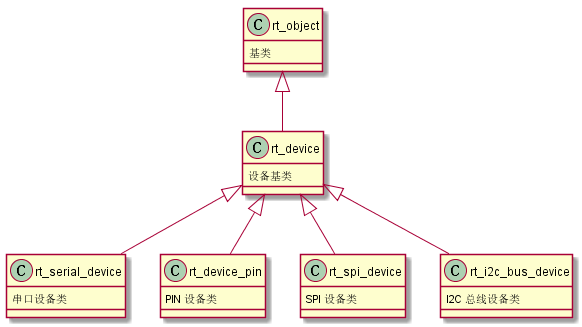 C rt_object
基类
C rt_device
设备基类
C rt_serial_device
串口设备类
C rt_device_pin
PIN 设备类
C rt_spi_device
SPI 设备类
C rt_i2c_bus_device
I2C 总线设备类